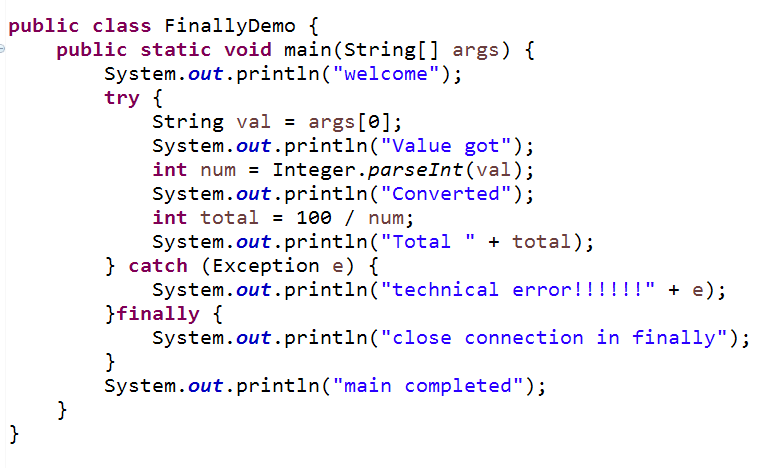 public class FinallyDemo {
    public static void main(String[] args) {
        System.out.println("welcome");
        try {
            String val = args[0];
            System.out.println("Value got");
            int num = Integer.parseInt(val);
            System.out.println("Converted");
            int total = 100 / num;
            System.out.println("Total " + total);
        } catch (Exception e) {
            System.out.println("technical error!!!!!!" + e);
        }finally {
            System.out.println("close connection in finally");
        }
        System.out.println("main completed");
    }
}